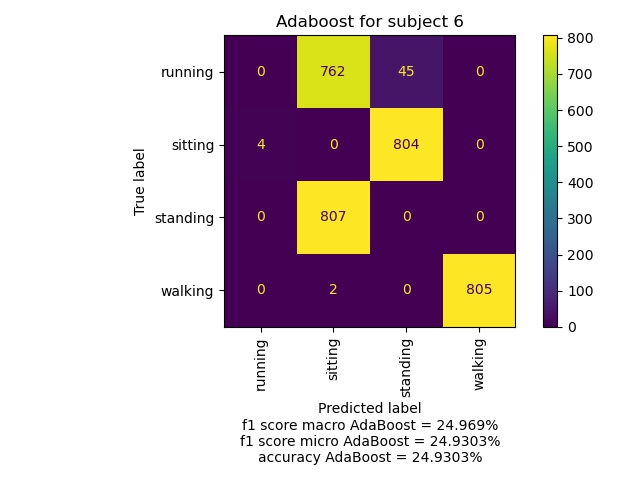 Adaboost for subject 6
running 0 762 45 0
sitting 4 0 804 0
standing 0 807 0 0
walking 0 2 0 805
True label
running sitting standing walking
Predicted label
f1 score macro AdaBoost = 24.969%
f1 score micro AdaBoost = 24.9303%
accuracy AdaBoost = 24.9303%
800
700
600
500
400
300
200
100
0